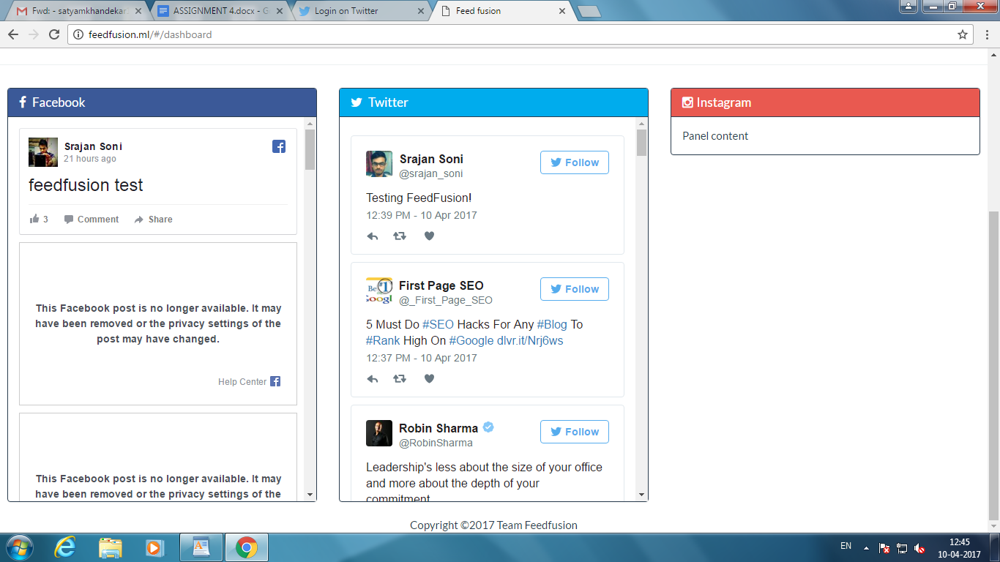 Fwd: - satyamkhandekar
ASSIGNMENT 4.docx - G
Login on Twitter
Feed fusion
feedfusion.ml/#/dashboard
Facebook
Srajan Soni
21 hours ago
feedfusion test
3 Comment Share
This Facebook post is no longer available. It may
have been removed or the privacy settings of the
post may have changed.
Help Center
This Facebook post is no longer available. It may
have been removed or the privacy settings of the
Twitter
Srajan Soni
@srajan_soni
Follow
Testing FeedFusion!
12:39 PM - 10 Apr 2017
Be #1
First Page SEO
@_First_Page_SEO
Follow
5 Must Do #SEO Hacks For Any #Blog To
#Rank High On #Google dlvr.it/Nrj6ws
12:37 PM - 10 Apr 2017
Robin Sharma
@RobinSharma
Follow
Leadership's less about the size of your office
and more about the depth of your
commitment
Instagram
Panel content
Copyright ©2017 Team Feedfusion
EN
12:45
10-04-2017